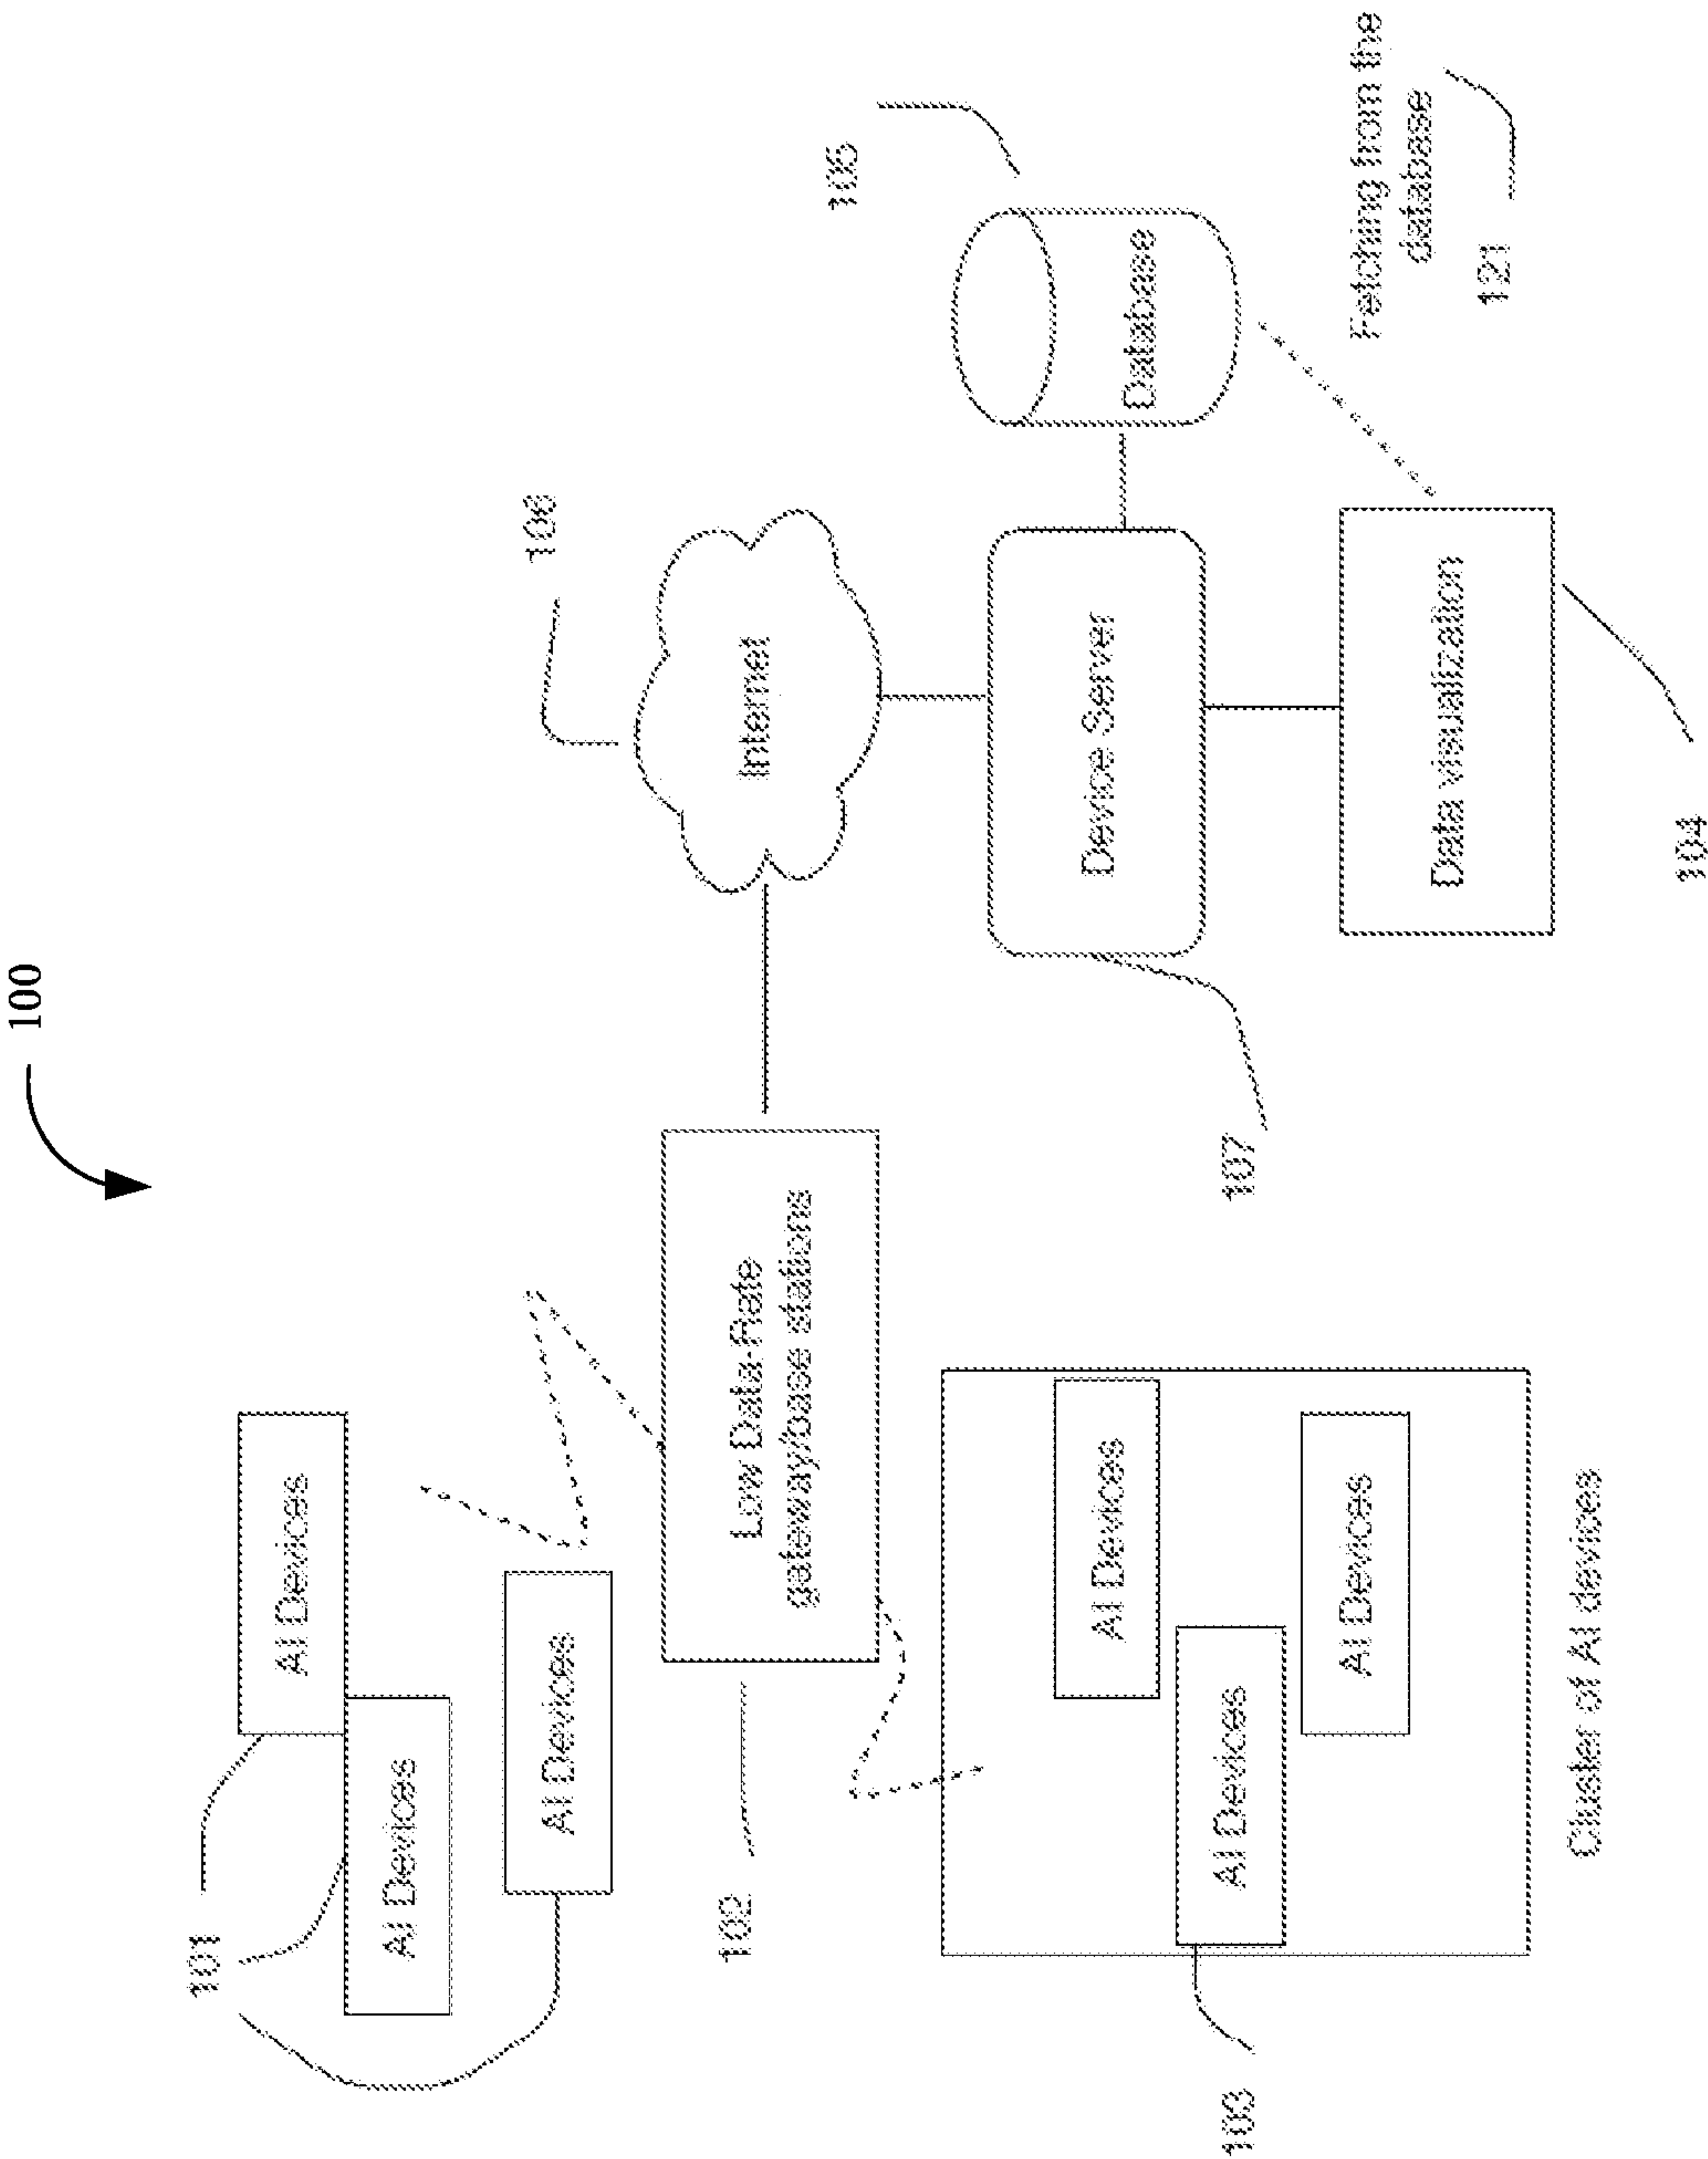 100
101
AI Devices
AI Devices
AI Devices
106
102
Low Data-Rate
gateway/base stations
Internet
105
Device Server
Database
AI Devices
AI Devices
103
107
AI Devices
Fetching from the
database
121
Data visualization
Cluster of AI devices
104